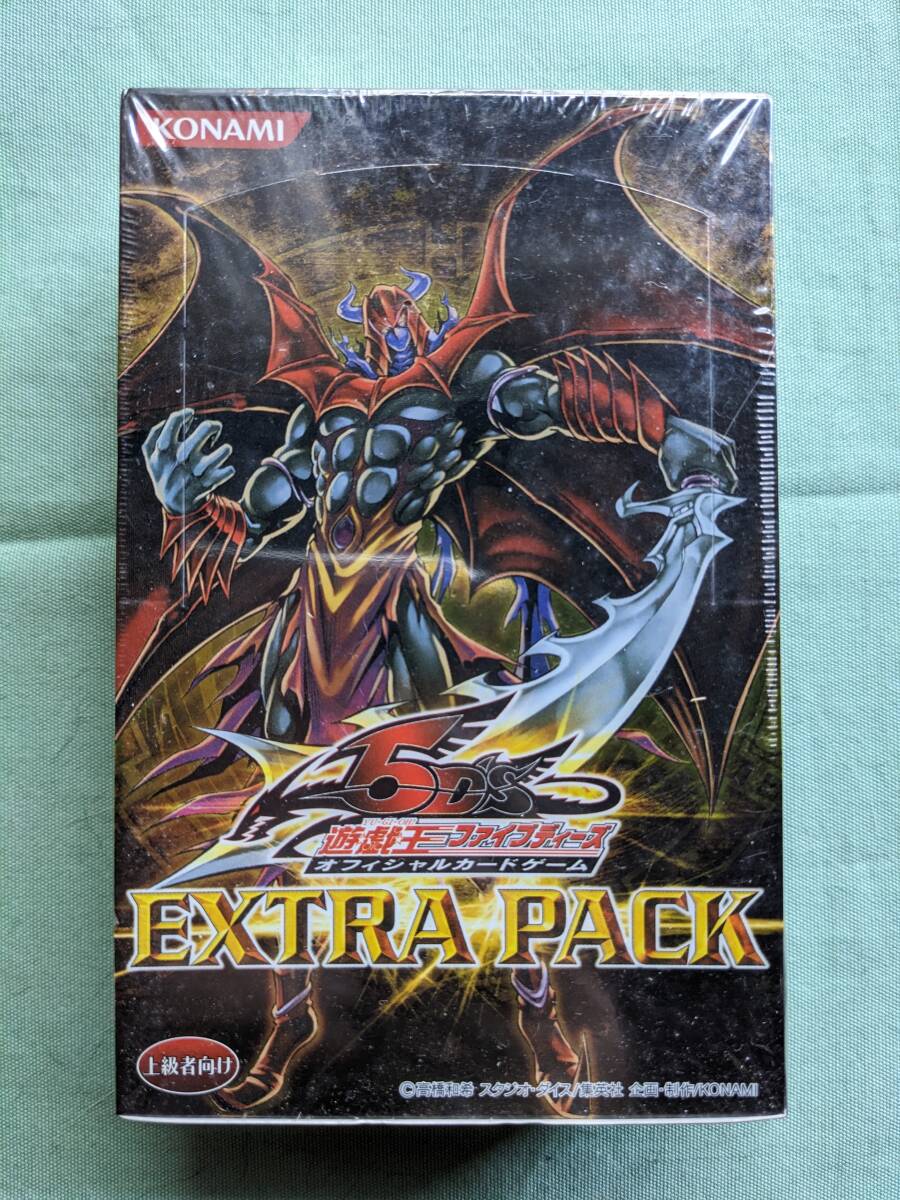 KONAMI
5D's
YU-GI-OH!
遊戯王ファイブディーズ
オフィシャルカードゲーム
EXTRA PACK
上級者向け
©高橋和希 スタジオ・ダイス/集英社 企画・制作/KONAMI